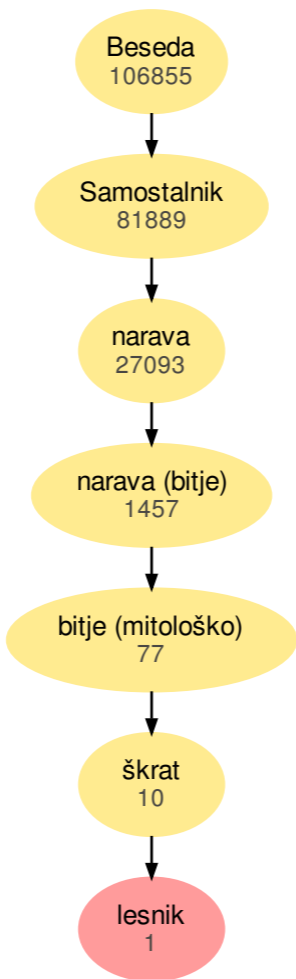 Beseda
106855
Samostalnik
81889
narava
27093
narava (bitje)
1457
bitje (mitološko)
77
škrat
10
lesnik
1